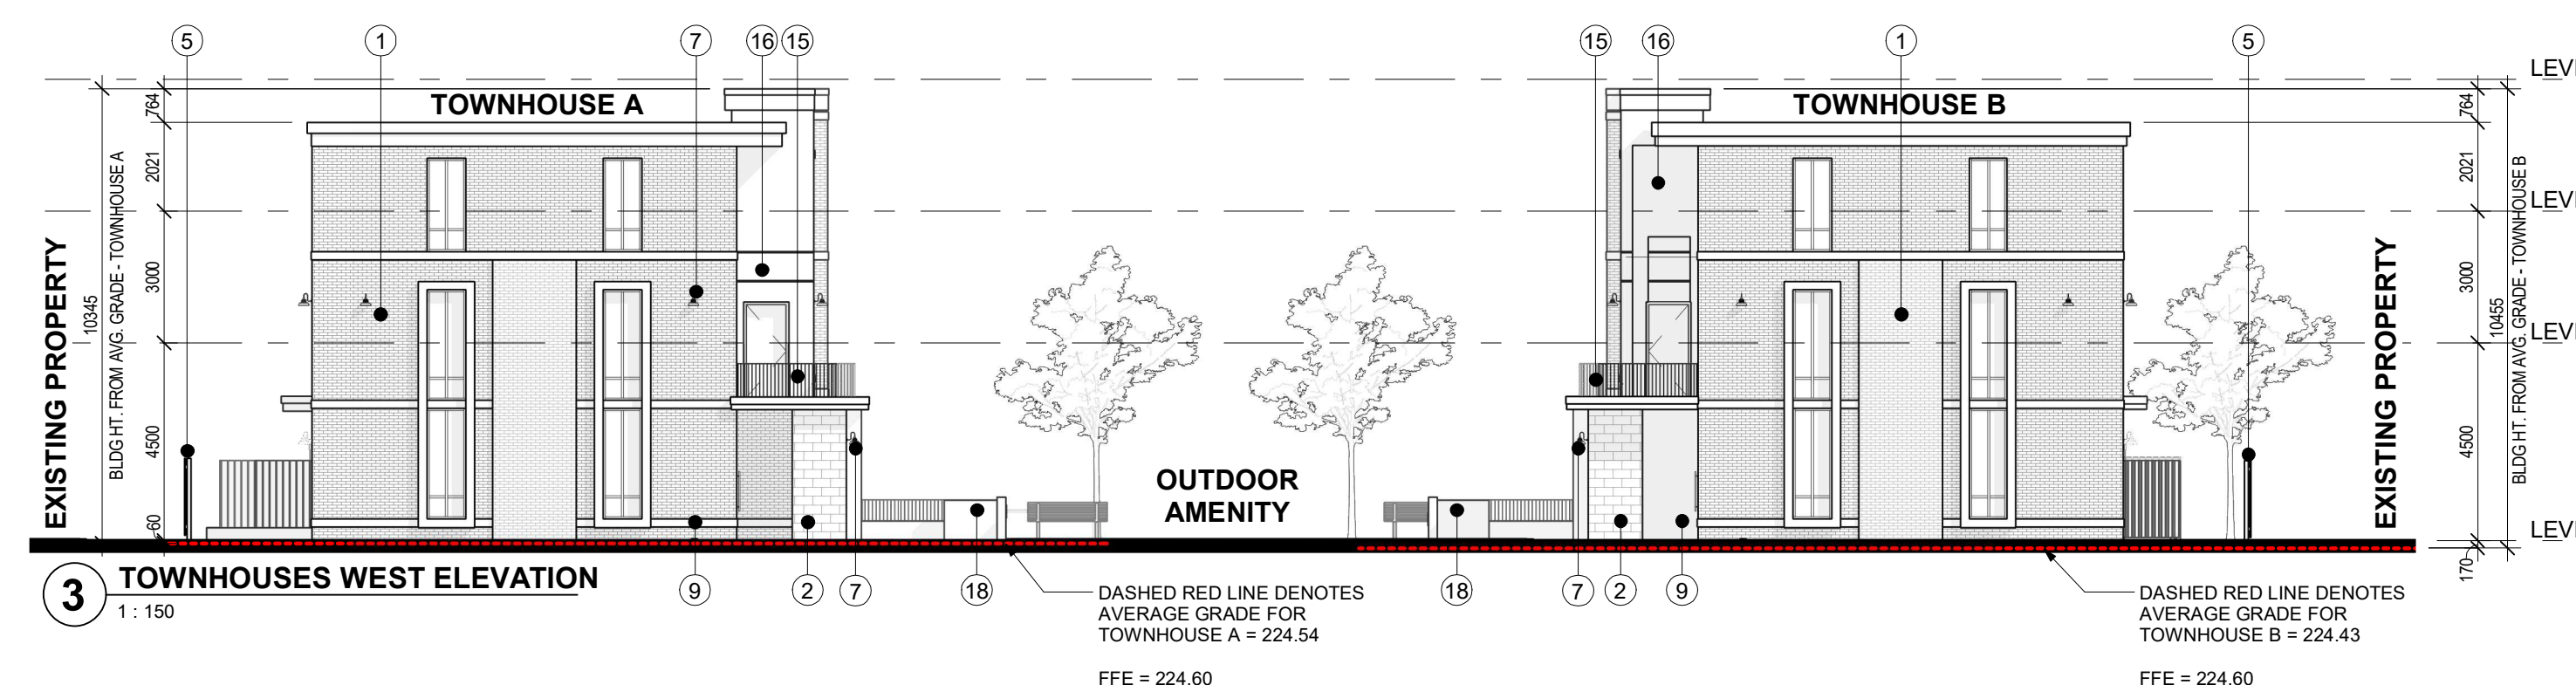 5
1
7
16
15
15
16
1
5
LEV
TOWNHOUSE A
TOWNHOUSE B
764
2021
3000
4500
60
10345
BLDG HT. FROM AVG. GRADE - TOWNHOUSE A
EXISTING PROPERTY
OUTDOOR
AMENITY
EXISTING PROPERTY
764
2021
3000
4500
170
10455
BLDG HT. FROM AVG. GRADE - TOWNHOUSE B
LEV
LEV
LEV
3
TOWNHOUSES WEST ELEVATION
1 : 150
9
2
7
18
18
7
2
9
DASHED RED LINE DENOTES
AVERAGE GRADE FOR
TOWNHOUSE A = 224.54
FFE = 224.60
DASHED RED LINE DENOTES
AVERAGE GRADE FOR
TOWNHOUSE B = 224.43
FFE = 224.60